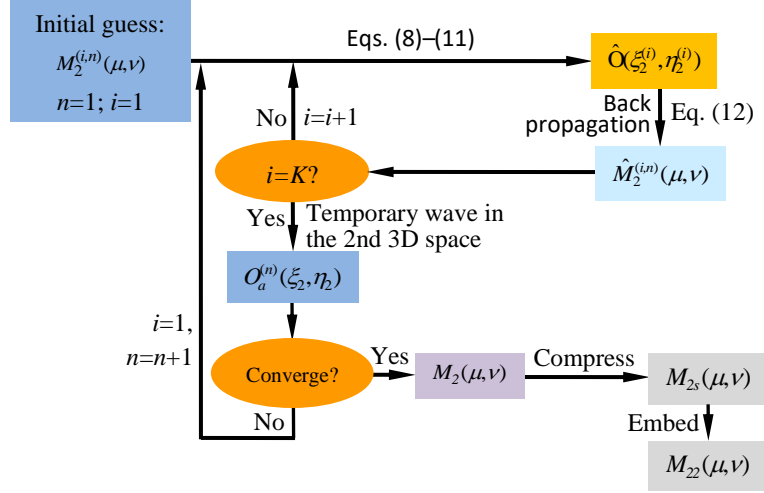 Initial guess:
M₂^(i,n)(μ,ν)
n=1; i=1
Eqs. (8)–(11)
Ô(ξ₂^(i),η₂^(i))
Back
propagation
Eq. (12)
No
i=i+1
i=K?
M̂₂^(i,n)(μ,ν)
Yes
Temporary wave in
the 2nd 3D space
Oₐ^(n)(ξ₂,η₂)
i=1,
n=n+1
Converge?
Yes
M₂(μ,ν)
Compress
M₂ₛ(μ,ν)
No
Embed
M₂₂(μ,ν)